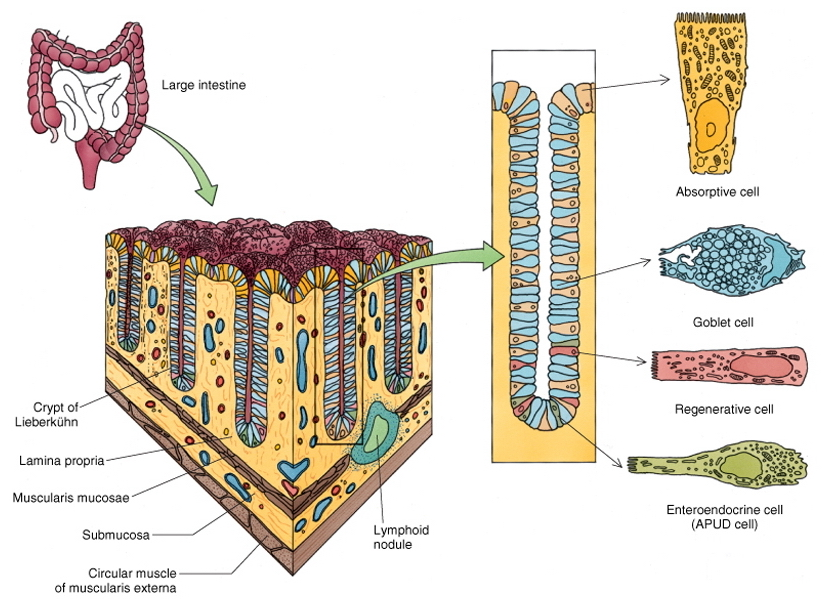 Large intestine
Absorptive cell
Goblet cell
Regenerative cell
Enteroendocrine cell
(APUD cell)
Crypt of
Lieberkühn
Lamina propria
Muscularis mucosae
Submucosa
Circular muscle
of muscularis externa
Lymphoid
nodule